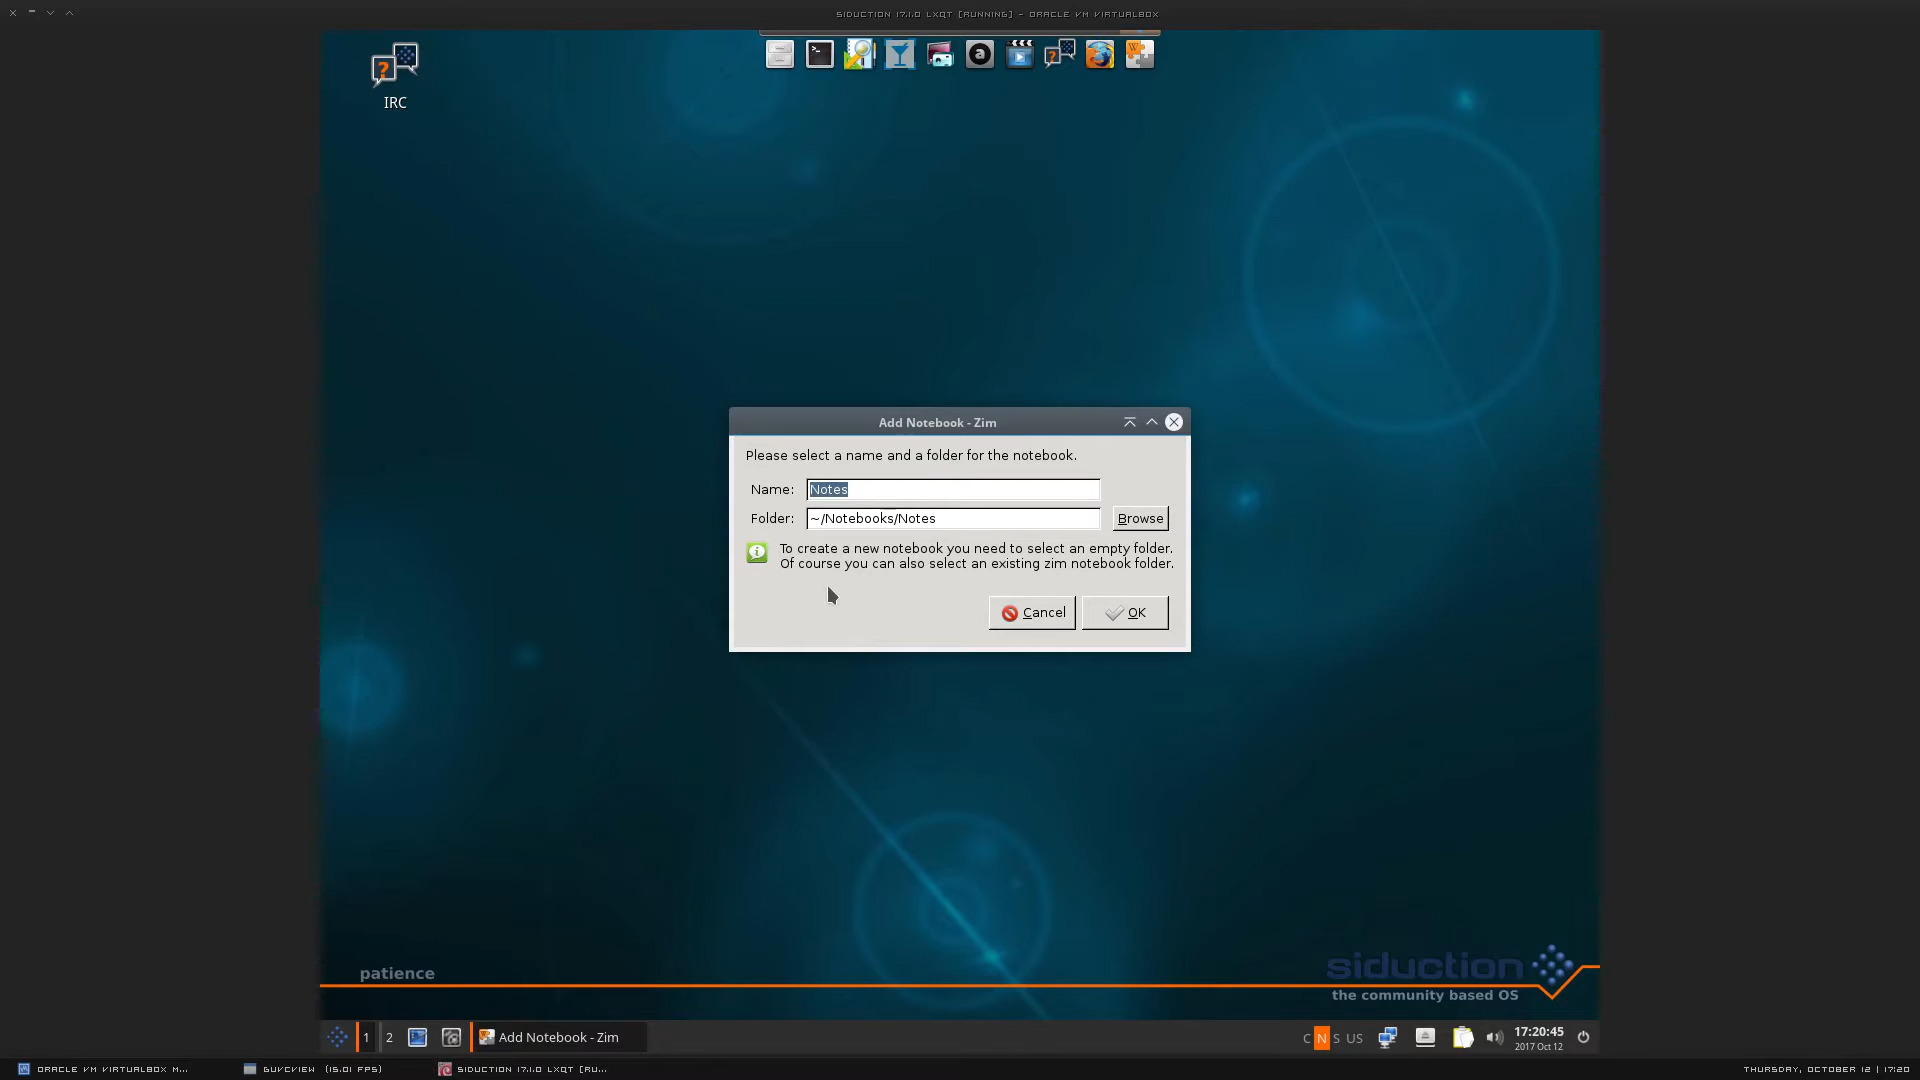 SIDUCTION 17.1.0 LXQT [RUNNING] - ORACLE VM VIRTUALBOX
IRC
Add Notebook - Zim
Please select a name and a folder for the notebook.
Name: Notes
Folder: ~/Notebooks/Notes Browse
To create a new notebook you need to select an empty folder.
Of course you can also select an existing zim notebook folder.
Cancel OK
patience
siduction
the community based OS
1 2 Add Notebook - Zim C N S US 17:20:45
2017 Oct 12
ORACLE VM VIRTUALBOX M... GUVCVIEW (15.01 FPS) SIDUCTION 17.1.0 LXQT [RU... THURSDAY, OCTOBER 12 | 17:20